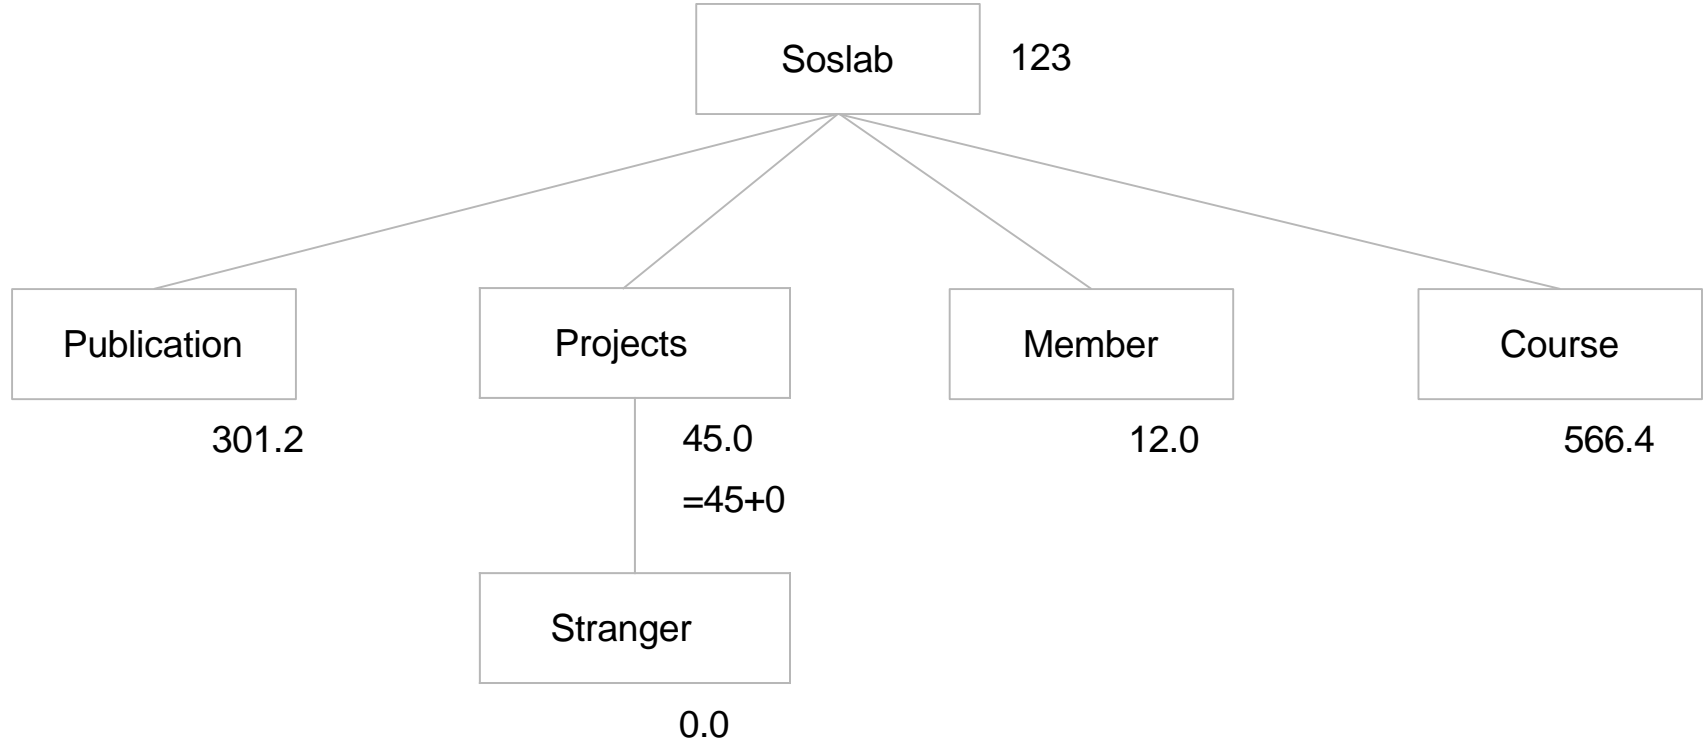 Soslab
123
Publication
Projects
Member
Course
301.2
45.0
12.0
566.4
=45+0
Stranger
0.0